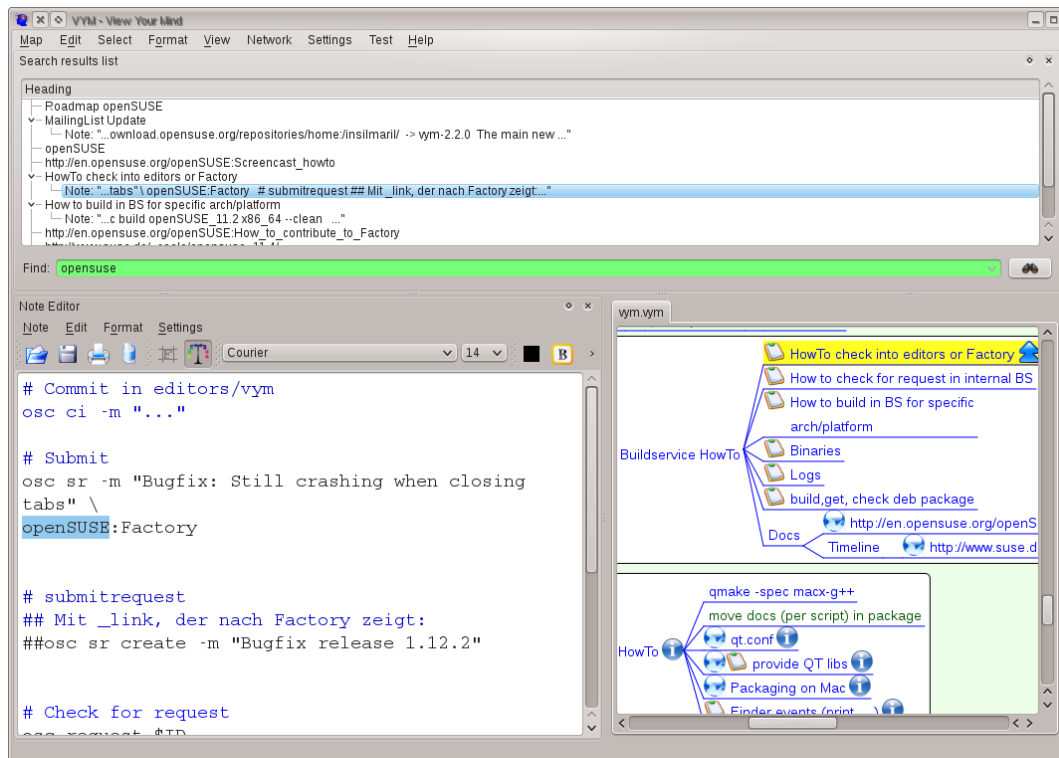 VYM - View Your Mind
Map Edit Select Format View Network Settings Test Help
Search results list
Heading
Roadmap openSUSE
MailingList Update
Note: "...ownload.opensuse.org/repositories/home:/insilmaril/ -> vym-2.2.0 The main new ..."
openSUSE
http://en.opensuse.org/openSUSE:Screencast_howto
HowTo check into editors or Factory
Note: "...tabs" \ openSUSE:Factory # submitrequest ## Mit _link, der nach Factory zeigt:..."
How to build in BS for specific arch/platform
Note: "...c build openSUSE_11.2 x86_64 --clean ..."
http://en.opensuse.org/openSUSE:How_to_contribute_to_Factory
Find: opensuse
Note Editor
Note Edit Format Settings
Courier 14 B
# Commit in editors/vym
osc ci -m "..."
# Submit
osc sr -m "Bugfix: Still crashing when closing
tabs" \
openSUSE:Factory
# submitrequest
## Mit _link, der nach Factory zeigt:
##osc sr create -m "Bugfix release 1.12.2"
# Check for request
osc request $ID
vym.vym
HowTo check into editors or Factory
How to check for request in internal BS
How to build in BS for specific
arch/platform
Buildservice HowTo
Binaries
Logs
build,get, check deb package
http://en.opensuse.org/openS
Docs
Timeline http://www.suse.d
qmake -spec macx-g++
move docs (per script) in package
qt.conf
HowTo
provide QT libs
Packaging on Mac
Finder events (print, ...)